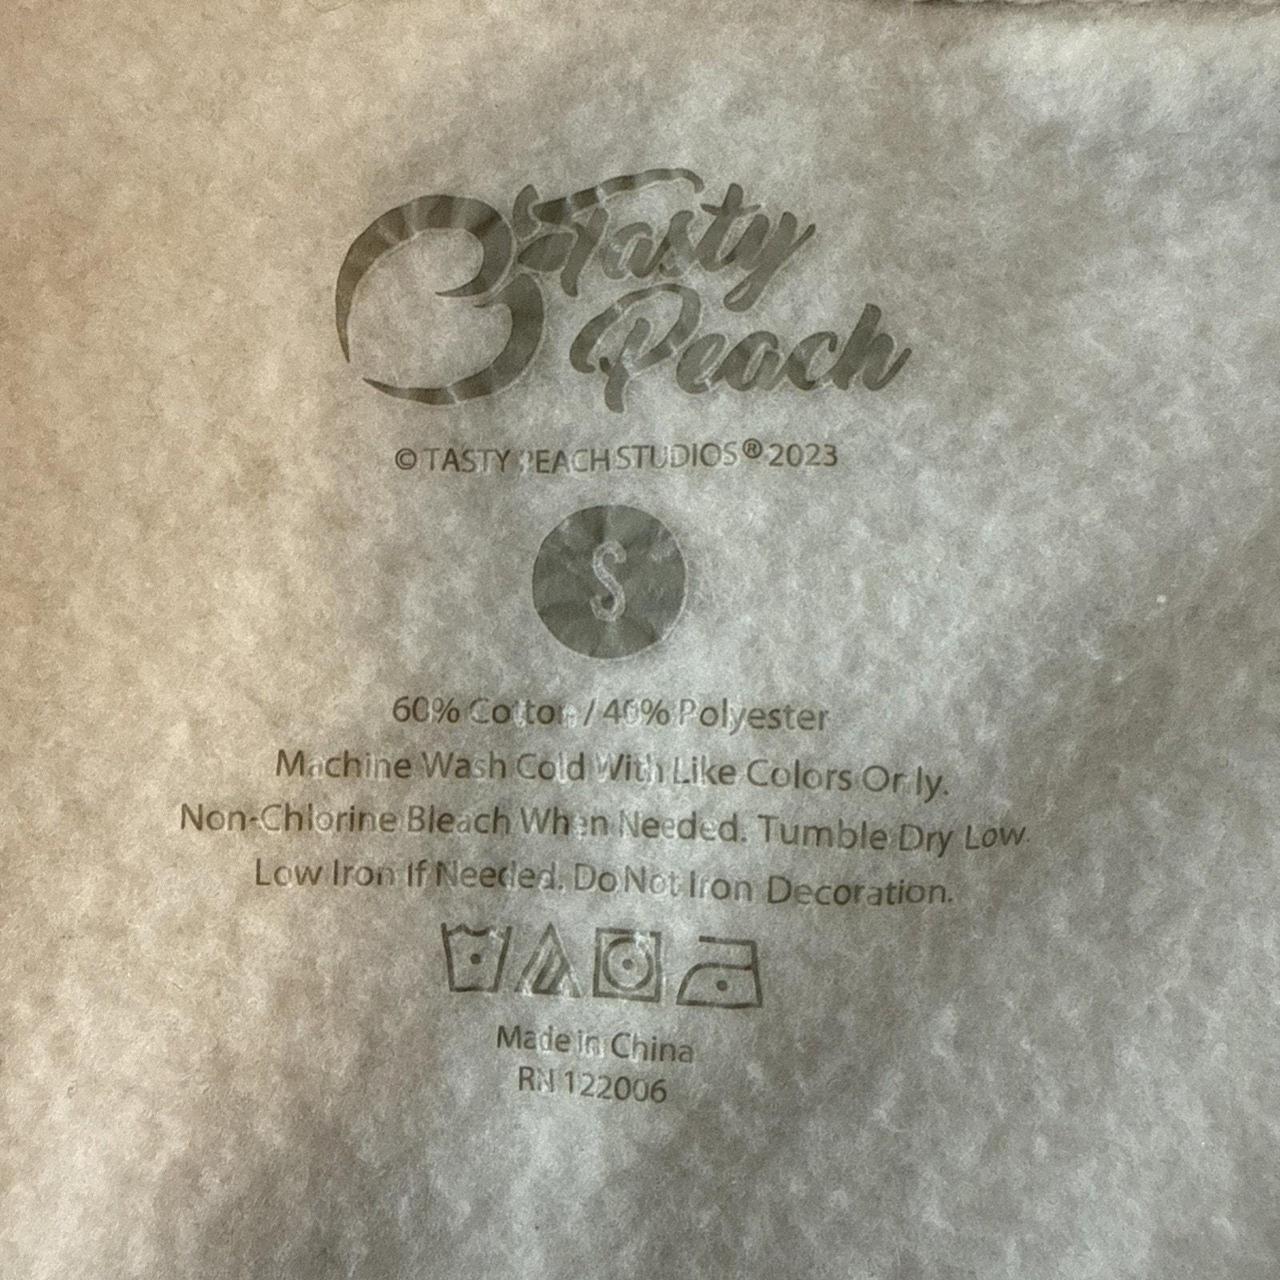 Tasty
Peach
©TASTY PEACH STUDIOS® 2023
S
60% Cotton / 40% Polyester
Machine Wash Cold With Like Colors Only.
Non-Chlorine Bleach When Needed. Tumble Dry Low.
Low Iron If Needed. Do Not Iron Decoration.
Made in China
RN 122006